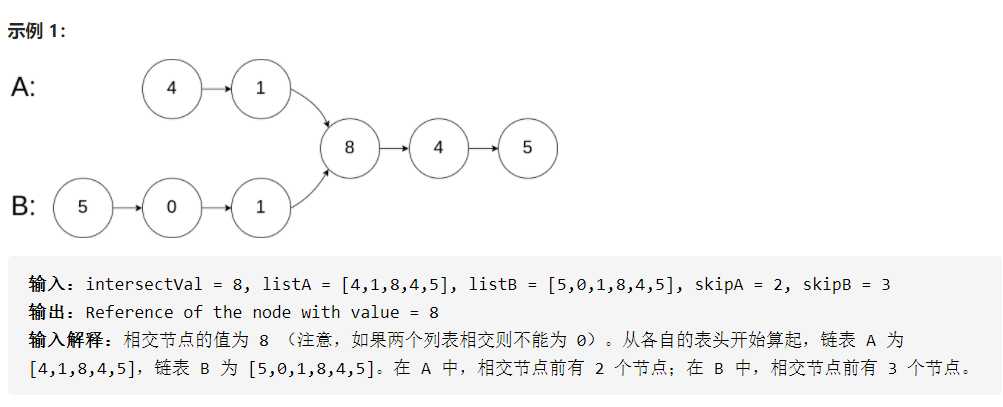 示例 1：
A: 4 1
8 4 5
B: 5 0 1
输入：intersectVal = 8, listA = [4,1,8,4,5], listB = [5,0,1,8,4,5], skipA = 2, skipB = 3
输出：Reference of the node with value = 8
输入解释：相交节点的值为 8 （注意，如果两个列表相交则不能为 0）。从各自的表头开始算起，链表 A 为
[4,1,8,4,5]，链表 B 为 [5,0,1,8,4,5]。在 A 中，相交节点前有 2 个节点；在 B 中，相交节点前有 3 个节点。